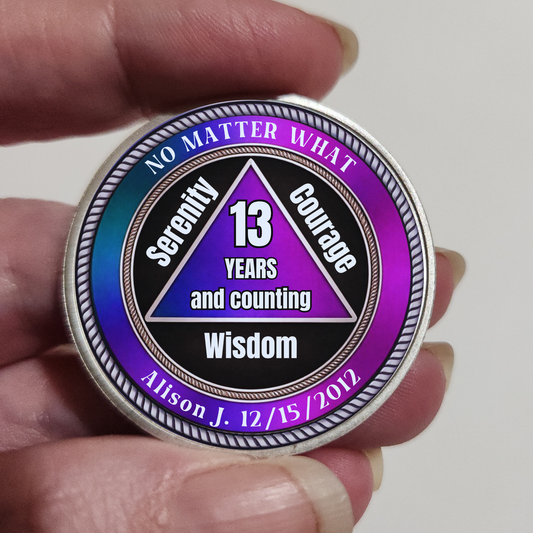 NO MATTER WHAT
Serenity
Courage
13
YEARS
and counting
Wisdom
Alison J. 12/15/2012